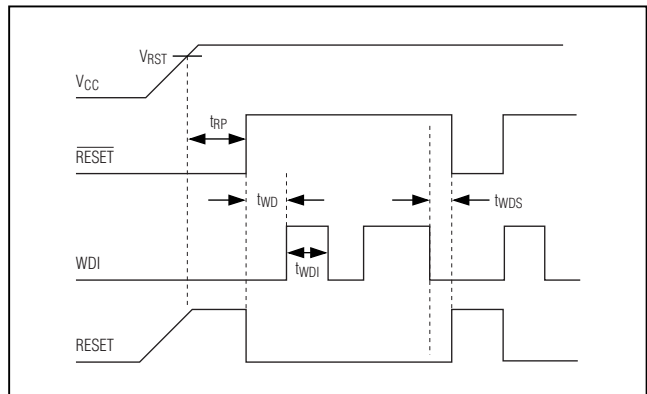 VRST
VCC
tRP
RESET
tWD
tWDS
WDI
tWDI
RESET